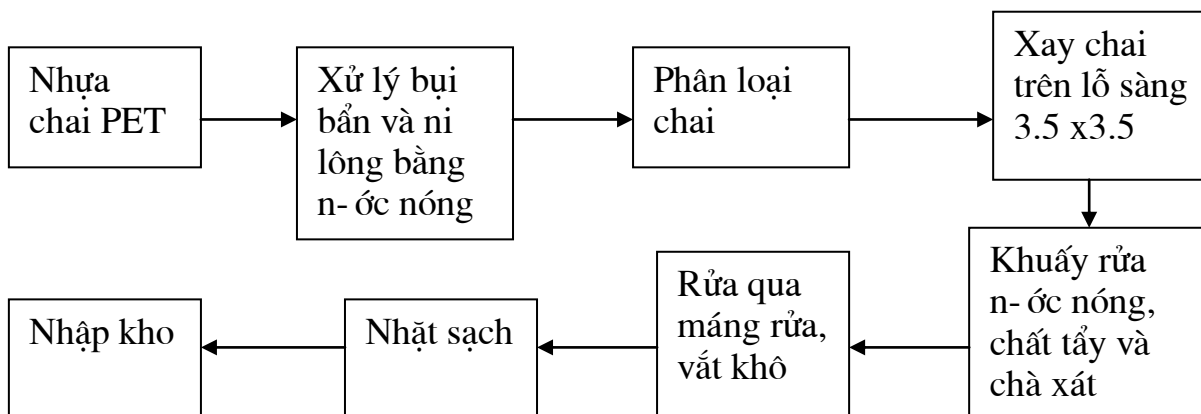 Nhựa
chai PET
Xử lý bụi
bẩn và ni
lông bằng
n- ớc nóng
Phân loại
chai
Xay chai
trên lỗ sàng
3.5 x3.5
Khuấy rửa
n- ớc nóng,
chất tẩy và
chà xát
Rửa qua
máng rửa,
vắt khô
Nhặt sạch
Nhập kho